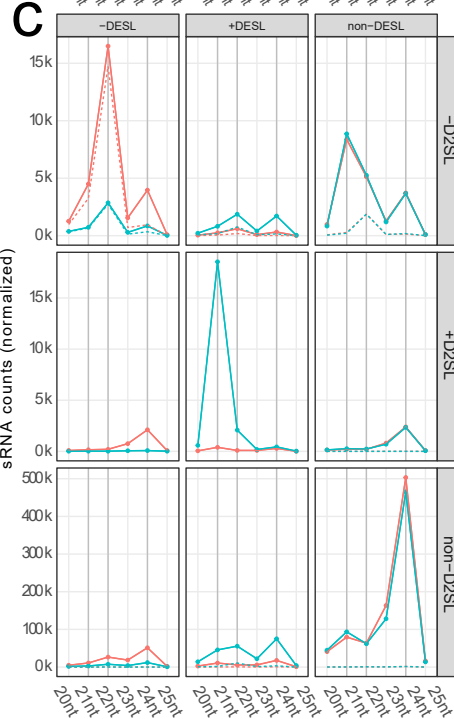 C
−DESL +DESL non−DESL
15k
10k
5k
0k
−D2SL
15k
10k
5k
0k
+D2SL
500k
400k
300k
200k
100k
0k
non−D2SL
sRNA counts (normalized)
20nt 21nt 22nt 23nt 24nt 25nt 20nt 21nt 22nt 23nt 24nt 25nt 20nt 21nt 22nt 23nt 24nt 25nt